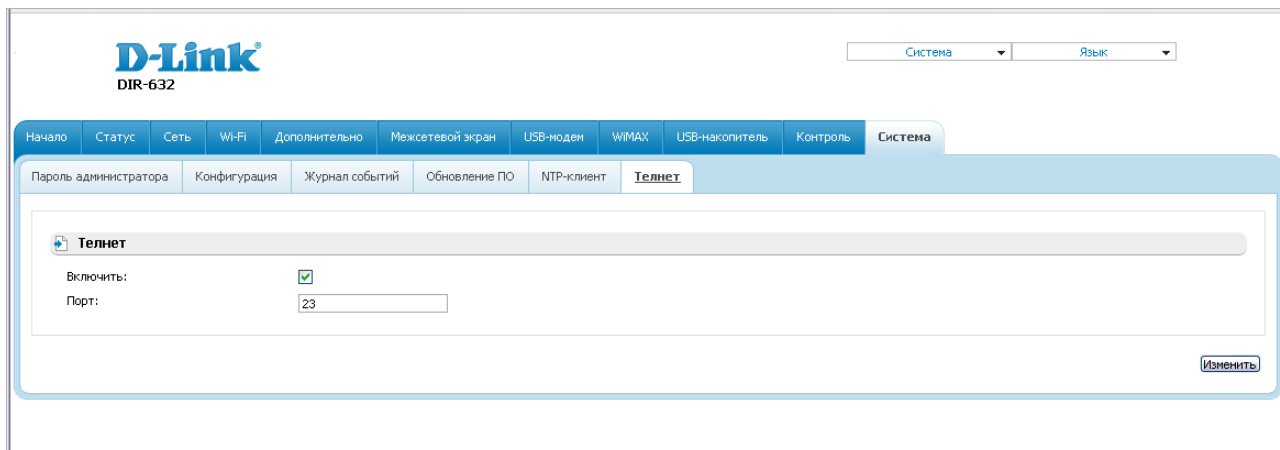 D-Link®
DIR-632
Система Язык
Начало Статус Сеть Wi-Fi Дополнительно Межсетевой экран USB-модем WiMAX USB-накопитель Контроль Система
Пароль администратора Конфигурация Журнал событий Обновление ПО NTP-клиент Телнет
Телнет
Включить:
Порт: 23
Изменить